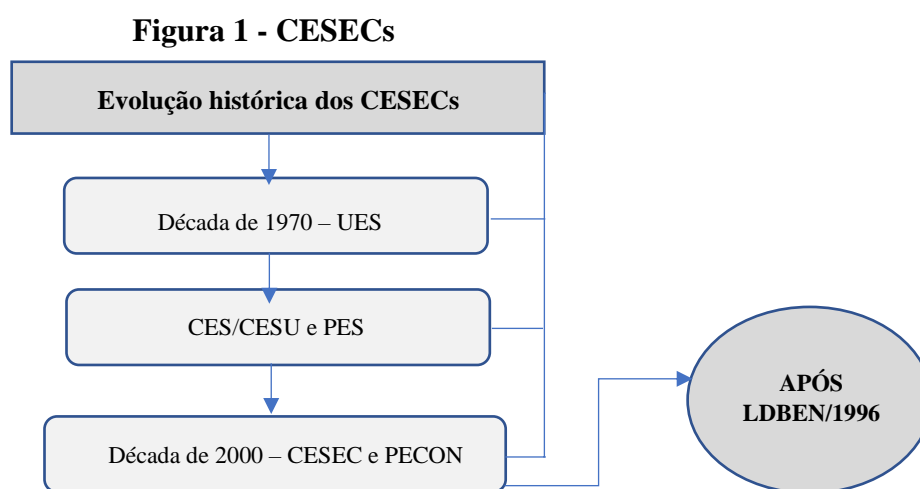 Figura 1 - CESECs
Evolução histórica dos CESECs
Década de 1970 – UES
CES/CESU e PES
Década de 2000 – CESEC e PECON
APÓS
LDBEN/1996